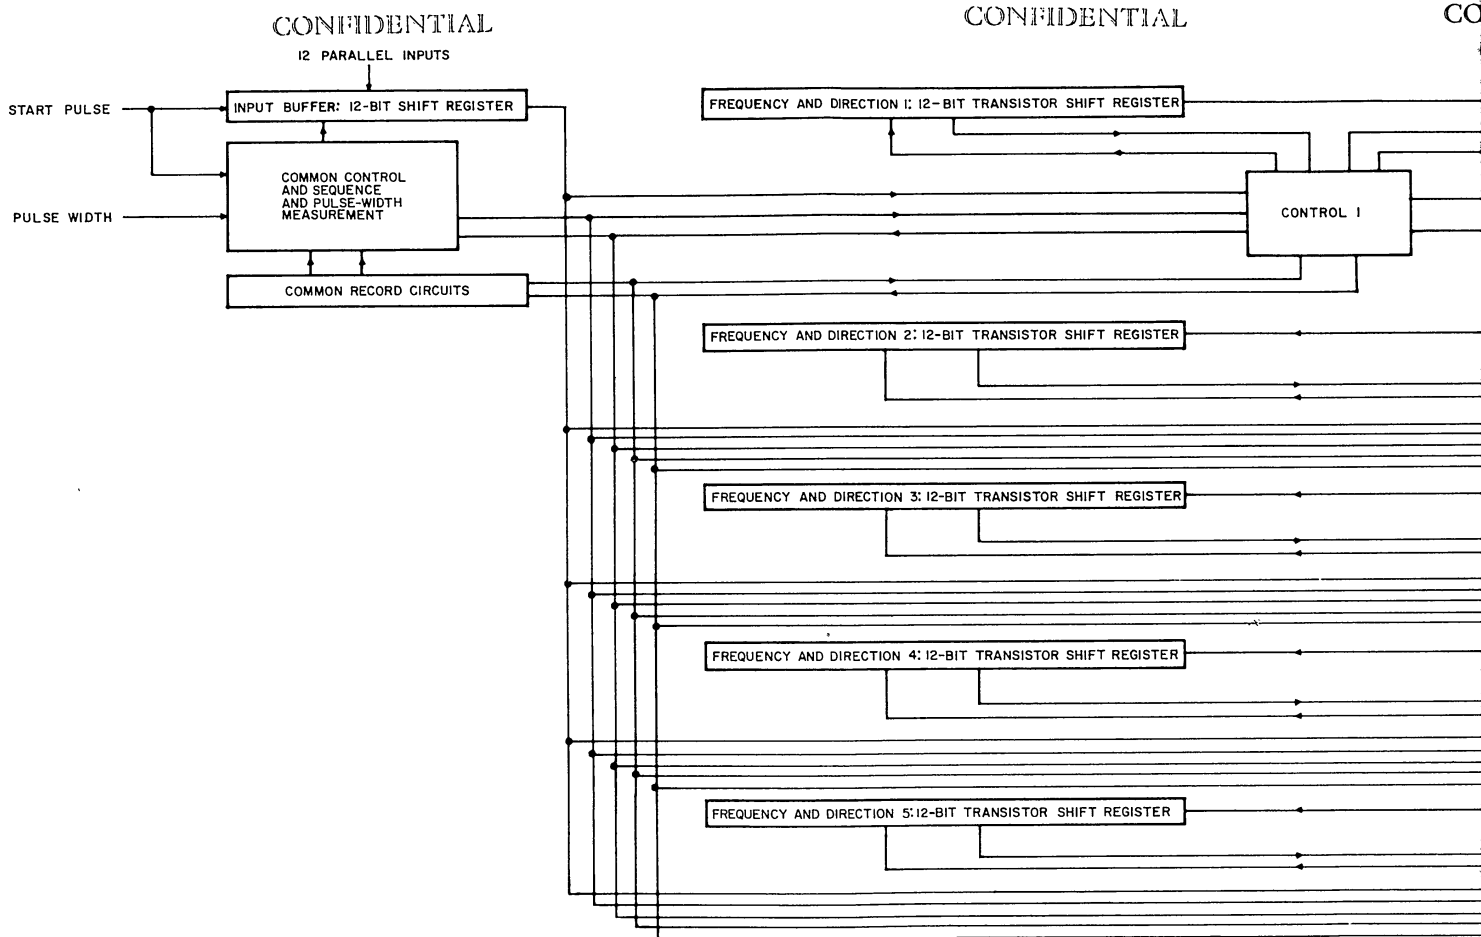 CONFIDENTIAL
CONFIDENTIAL
CO
12 PARALLEL INPUTS
START PULSE
INPUT BUFFER: 12-BIT SHIFT REGISTER
FREQUENCY AND DIRECTION 1: 12-BIT TRANSISTOR SHIFT REGISTER
COMMON CONTROL
AND SEQUENCE
AND PULSE-WIDTH
MEASUREMENT
PULSE WIDTH
CONTROL 1
COMMON RECORD CIRCUITS
FREQUENCY AND DIRECTION 2: 12-BIT TRANSISTOR SHIFT REGISTER
FREQUENCY AND DIRECTION 3: 12-BIT TRANSISTOR SHIFT REGISTER
FREQUENCY AND DIRECTION 4: 12-BIT TRANSISTOR SHIFT REGISTER
FREQUENCY AND DIRECTION 5: 12-BIT TRANSISTOR SHIFT REGISTER